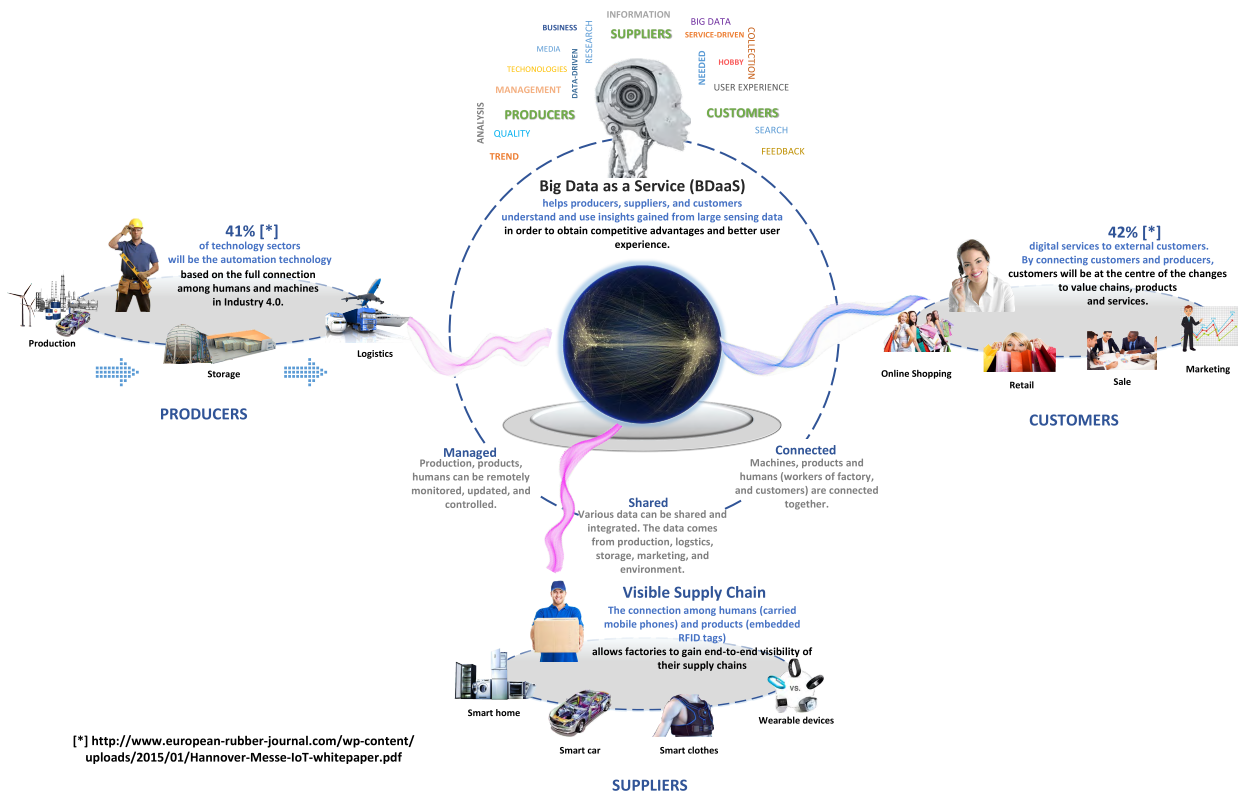 INFORMATION
BIG DATA
BUSINESS
RESEARCH
SUPPLIERS
SERVICE-DRIVEN
COLLECTION
MEDIA
DATA-DRIVEN
NEEDED
HOBBY
TECHONOLOGIES
MANAGEMENT
USER EXPERIENCE
ANALYSIS
PRODUCERS
CUSTOMERS
QUALITY
SEARCH
TREND
FEEDBACK
Big Data as a Service (BDaaS)
helps producers, suppliers, and customers
understand and use insights gained from large sensing data
in order to obtain competitive advantages and better user
experience.
41% [*]
of technology sectors
will be the automation technology
based on the full connection
among humans and machines
in Industry 4.0.
Production
Storage
Logistics
PRODUCERS
42% [*]
digital services to external customers.
By connecting customers and producers,
customers will be at the centre of the changes
to value chains, products
and services.
Online Shopping
Retail
Sale
Marketing
CUSTOMERS
Managed
Production, products,
humans can be remotely
monitored, updated, and
controlled.
Shared
Various data can be shared and
integrated. The data comes
from production, logstics,
storage, marketing, and
environment.
Connected
Machines, products and
humans (workers of factory,
and customers) are connected
together.
Visible Supply Chain
The connection among humans (carried
mobile phones) and products (embedded
RFID tags)
allows factories to gain end-to-end visibility of
their supply chains
Smart home
Smart car
Smart clothes
vs.
Wearable devices
SUPPLIERS
[*] http://www.european-rubber-journal.com/wp-content/
uploads/2015/01/Hannover-Messe-IoT-whitepaper.pdf